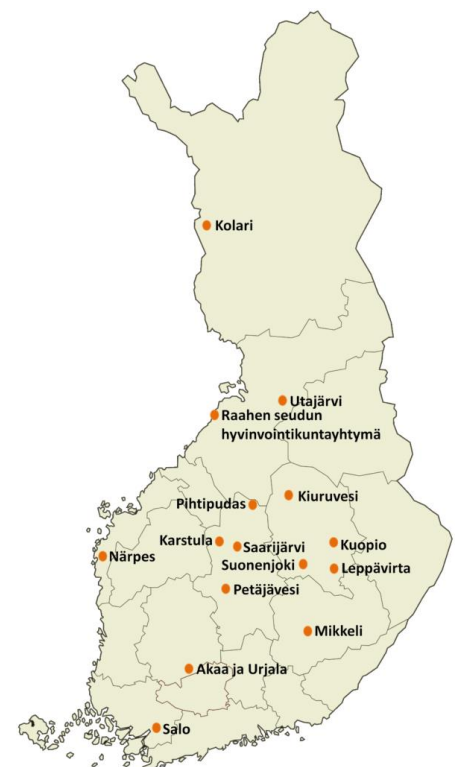 Kolari
Utajärvi
Raahen seudun
hyvinvointikuntayhtymä
Kiuruvesi
Pihtipudas
Karstula
Saarijärvi
Kuopio
Närpes
Suonenjoki
Leppävirta
Petäjävesi
Mikkeli
Akaa ja Urjala
Salo